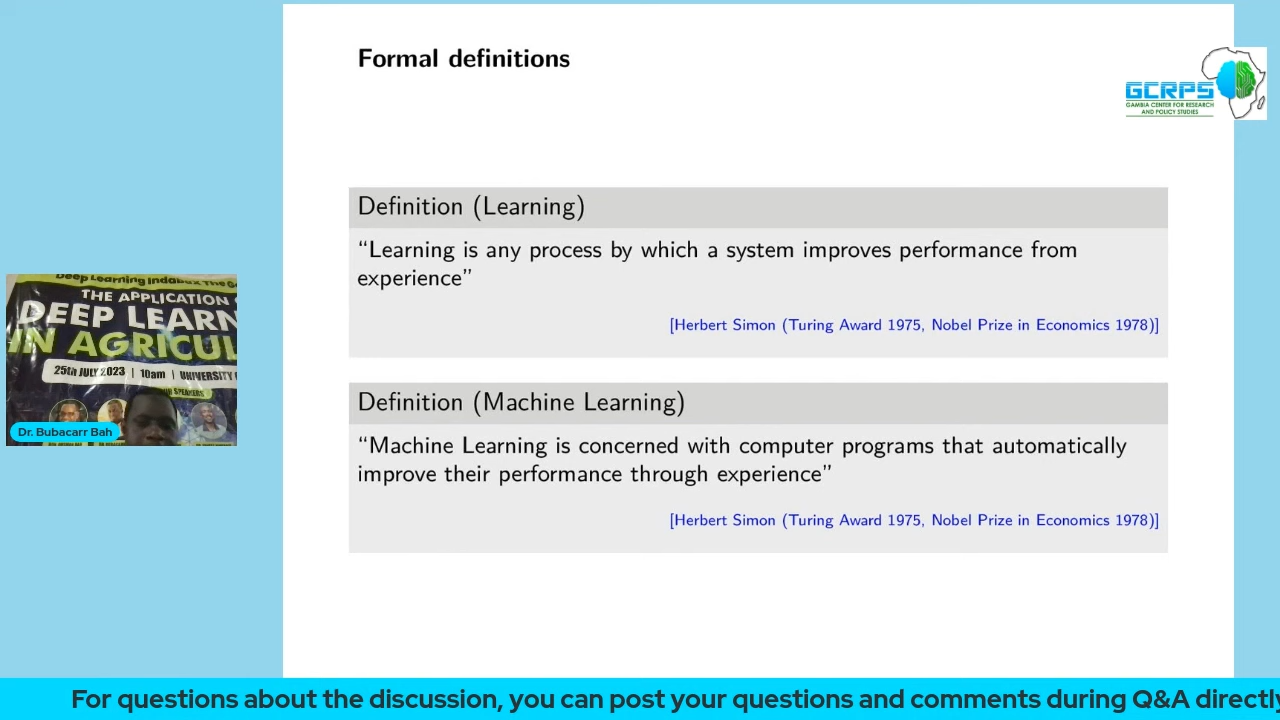 Formal definitions
GCRPS
GAMBIA CENTER FOR RESEARCH
AND POLICY STUDIES
Definition (Learning)
“Learning is any process by which a system improves performance from
experience”
[Herbert Simon (Turing Award 1975, Nobel Prize in Economics 1978)]
Definition (Machine Learning)
“Machine Learning is concerned with computer programs that automatically
improve their performance through experience”
[Herbert Simon (Turing Award 1975, Nobel Prize in Economics 1978)]
Deep Learning Indaba
THE APPLICATION
DEEP LEARN
IN AGRICUL
25th JULY 2023 | 10am | UNIVERSITY
SPEAKERS
Dr. Bubacarr Bah
For questions about the discussion, you can post your questions and comments during Q&A directly